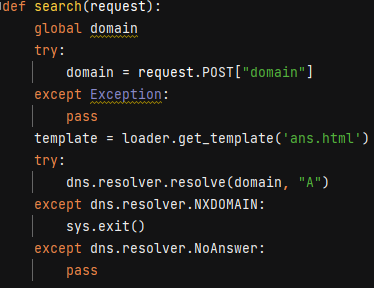 def search(request):
    global domain
    try:
        domain = request.POST["domain"]
    except Exception:
        pass
    template = loader.get_template('ans.html')
    try:
        dns.resolver.resolve(domain, "A")
    except dns.resolver.NXDOMAIN:
        sys.exit()
    except dns.resolver.NoAnswer:
        pass